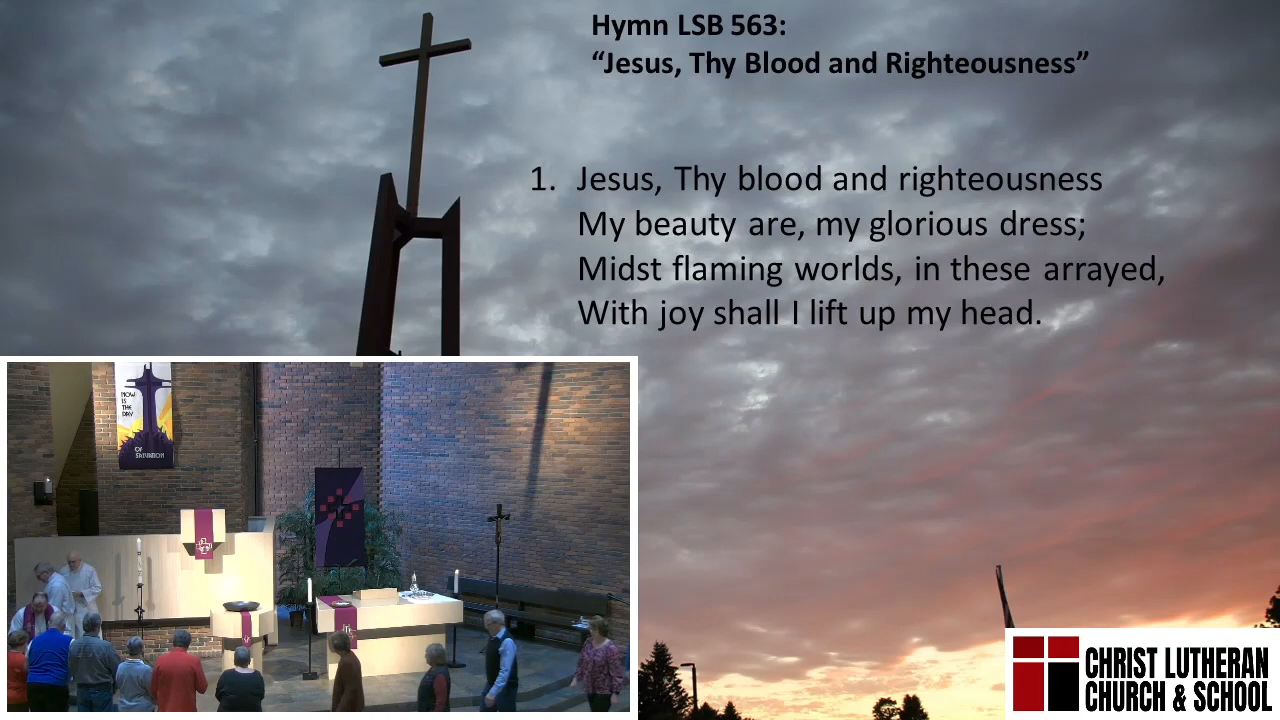 Hymn LSB 563:
“Jesus, Thy Blood and Righteousness”
1. Jesus, Thy blood and righteousness
My beauty are, my glorious dress;
Midst flaming worlds, in these arrayed,
With joy shall I lift up my head.
NOW
IS
THE
DAY
OF
SALVATION
CHRIST LUTHERAN
CHURCH & SCHOOL